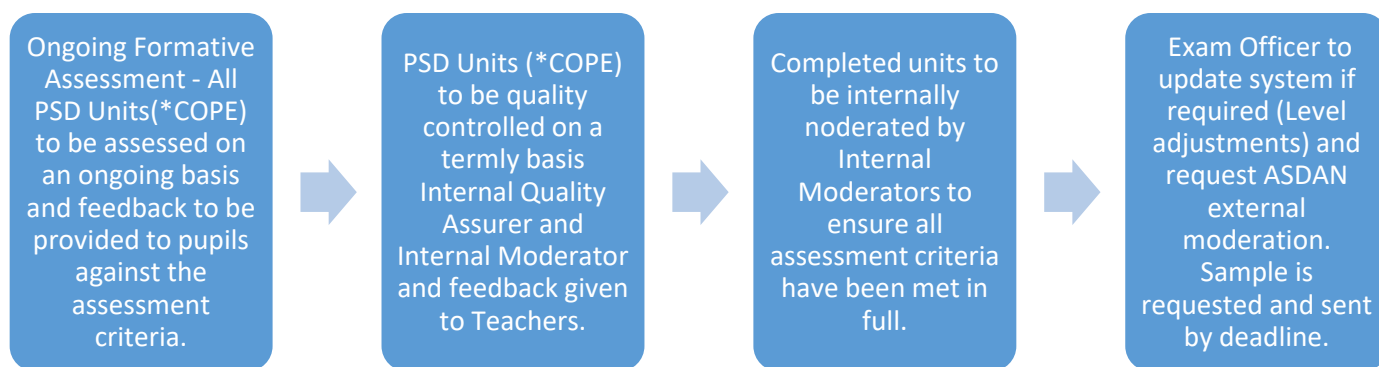 Ongoing Formative
Assessment - All
PSD Units(*COPE)
to be assessed on
an ongoing basis
and feedback to be
provided to pupils
against the
assessment
criteria.
PSD Units (*COPE)
to be quality
controlled on a
termly basis
Internal Quality
Assurer and
Internal Moderator
and feedback given
to Teachers.
Completed units to
be internally
noderated by
Internal
Moderators to
ensure all
assessment criteria
have been met in
full.
Exam Officer to
update system if
required (Level
adjustments) and
request ASDAN
external
moderation.
Sample is
requested and sent
by deadline.